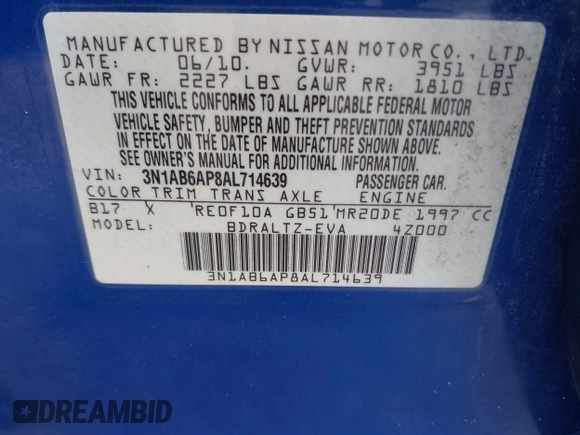 MANUFACTURED BY NISSAN MOTOR CO., LTD.
DATE: 06/10. GVWR: 3951 LBS
GAWR FR: 2227 LBS GAWR RR: 1810 LBS
THIS VEHICLE CONFORMS TO ALL APPLICABLE FEDERAL MOTOR
VEHICLE SAFETY, BUMPER AND THEFT PREVENTION STANDARDS
IN EFFECT ON THE DATE OF MANUFACTURE SHOWN ABOVE.
SEE OWNER'S MANUAL FOR ADDITIONAL INFORMATION.
VIN: 3N1AB6AP8AL714639 PASSENGER CAR.
COLOR TRIM TRANS AXLE ENGINE
B17 X 'RE0F10A GB51'MR20DE 1997 CC
MODEL: BDRALTZ-EVA 4Z000
3N1AB6AP8AL714639
DREAMBID